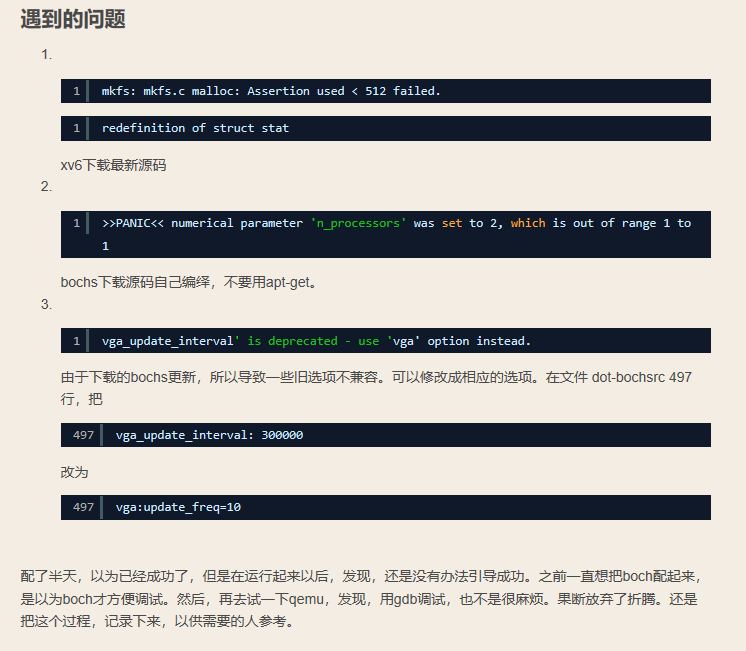 遇到的问题
1.
1 mkfs: mkfs.c malloc: Assertion used < 512 failed.
1 redefinition of struct stat
xv6下载最新源码
2.
1 >>PANIC<< numerical parameter 'n_processors' was set to 2, which is out of range 1 to
1
bochs下载源码自己编绎，不要用apt-get。
3.
1 vga_update_interval' is deprecated - use 'vga' option instead.
由于下载的bochs更新，所以导致一些旧选项不兼容。可以修改成相应的选项。在文件 dot-bochsrc 497
行，把
497 vga_update_interval: 300000
改为
497 vga:update_freq=10
配了半天，以为已经成功了，但是在运行起来以后，发现，还是没有办法引导成功。之前一直想把boch配起来，
是以为boch才方便调试。然后，再去试一下qemu，发现，用gdb调试，也不是很麻烦。果断放弃了折腾。还是
把这个过程，记录下来，以供需要的人参考。